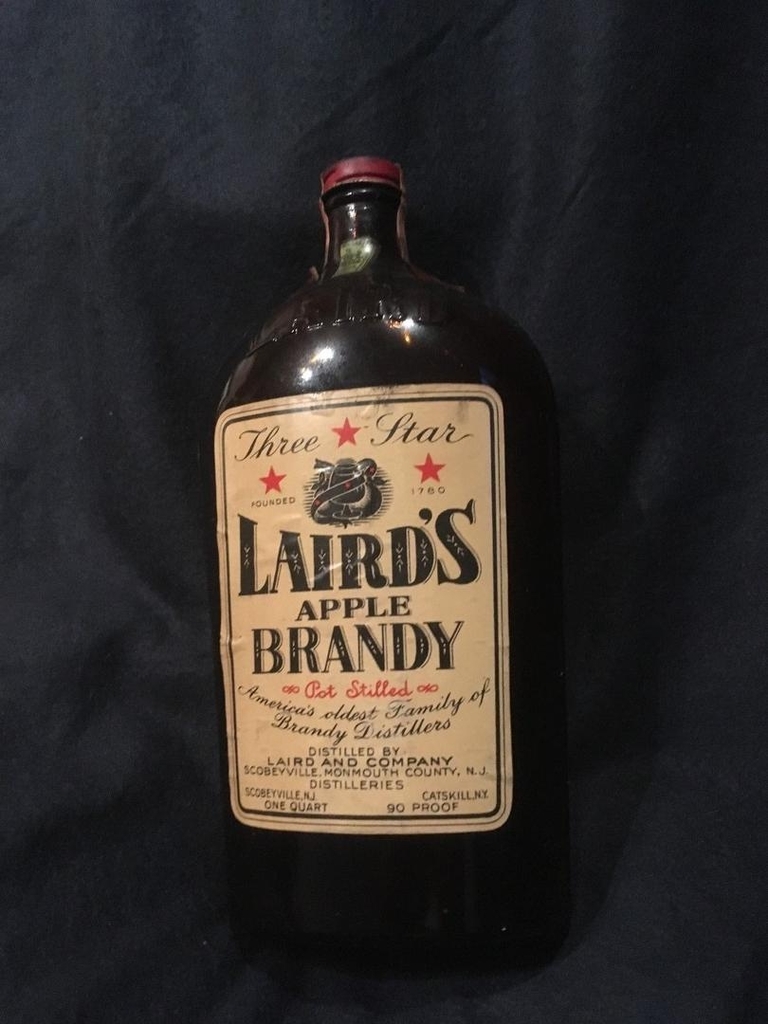 Three Star
FOUNDED 1780
LAIRD'S
APPLE
BRANDY
Pot Stilled
America's oldest Family of
Brandy Distillers
DISTILLED BY
LAIRD AND COMPANY
SCOBEYVILLE, MONMOUTH COUNTY, N.J.
DISTILLERIES
SCOBEYVILLE, N.J. CATSKILL, N.Y.
ONE QUART 90 PROOF